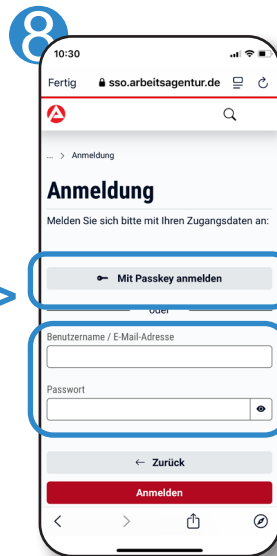 8
10:30
Fertig sso.arbeitsagentur.de
... > Anmeldung
Anmeldung
Melden Sie sich bitte mit Ihren Zugangsdaten an:
Mit Passkey anmelden
oder
Benutzername / E-Mail-Adresse
Passwort
← Zurück
Anmelden